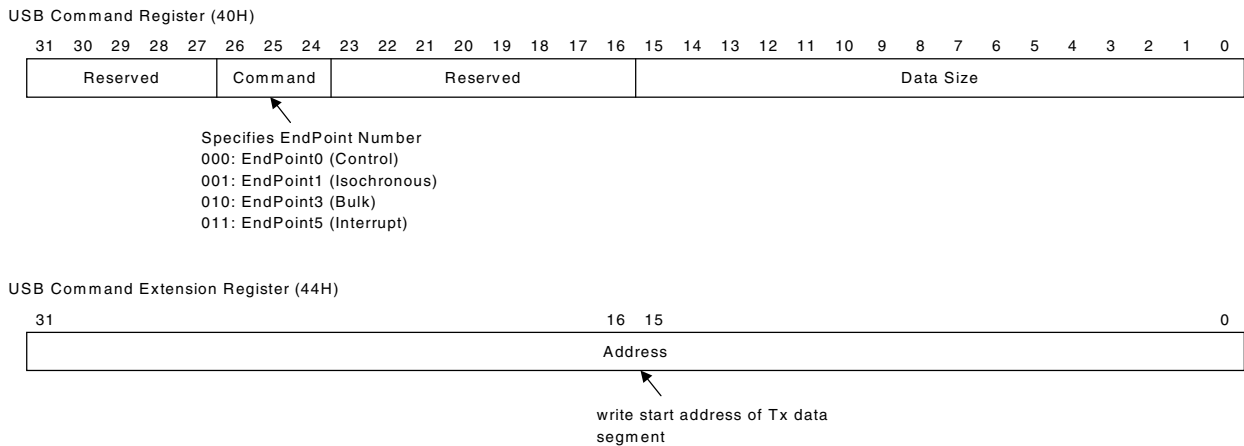 USB Command Register (40H)
31 30 29 28 27 26 25 24 23 22 21 20 19 18 17 16 15 14 13 12 11 10 9 8 7 6 5 4 3 2 1 0
Reserved Command Reserved Data Size
Specifies EndPoint Number
000: EndPoint0 (Control)
001: EndPoint1 (Isochronous)
010: EndPoint3 (Bulk)
011: EndPoint5 (Interrupt)
USB Command Extension Register (44H)
31 16 15 0
Address
write start address of Tx data
segment